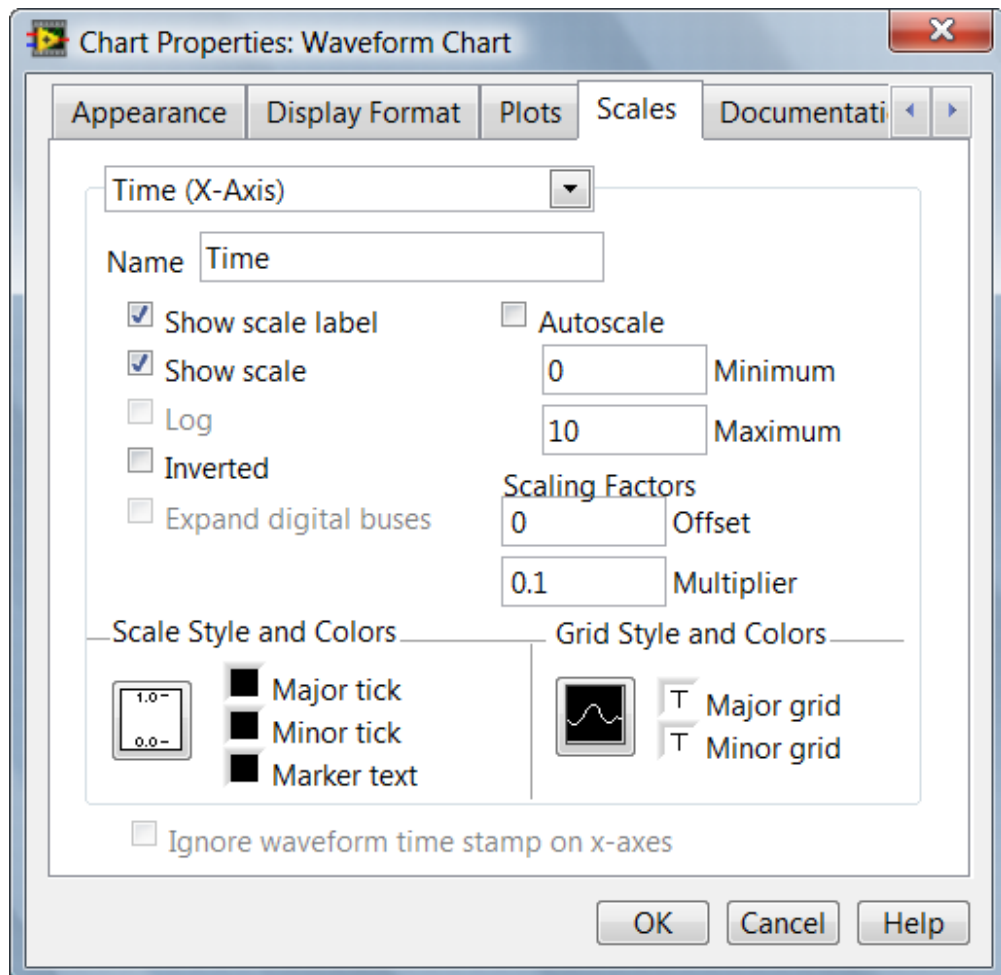 Chart Properties: Waveform Chart
Appearance Display Format Plots Scales Documentati
Time (X-Axis)
Name Time
Show scale label Autoscale
Show scale 0 Minimum
Log 10 Maximum
Inverted Scaling Factors
Expand digital buses 0 Offset
0.1 Multiplier
Scale Style and Colors Grid Style and Colors
1.0 Major tick T Major grid
Minor tick T Minor grid
0.0 Marker text
Ignore waveform time stamp on x-axes
OK Cancel Help